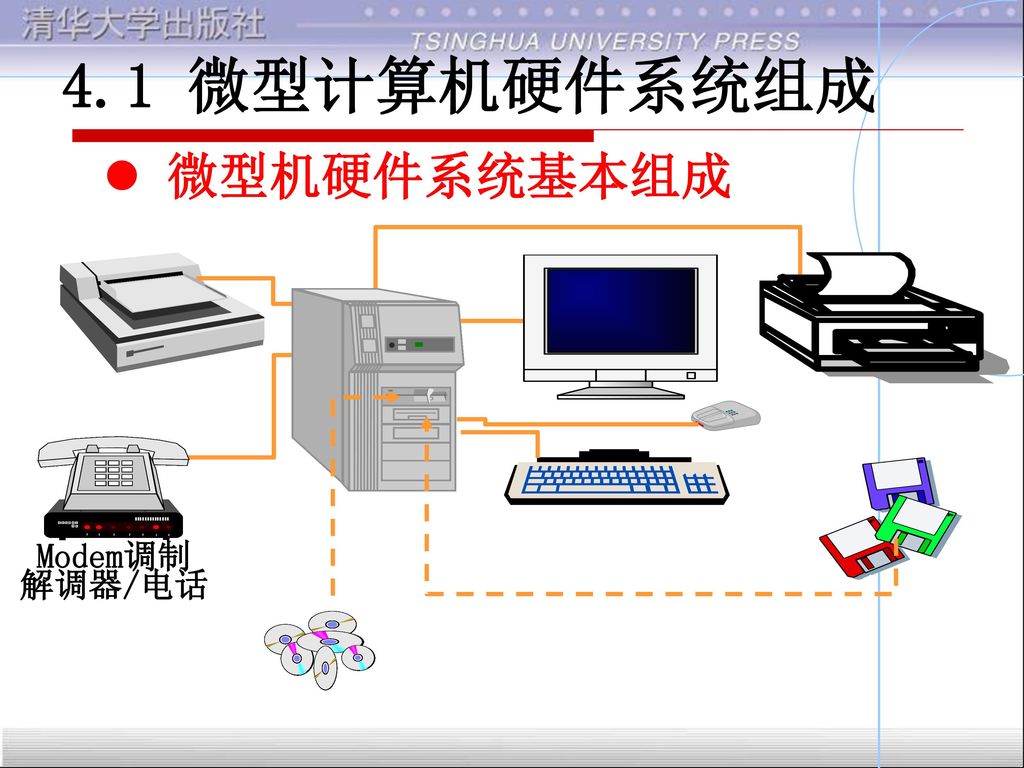 清华大学出版社
TSINGHUA UNIVERSITY PRESS
4.1 微型计算机硬件系统组成
● 微型机硬件系统基本组成
Modem调制
解调器/电话